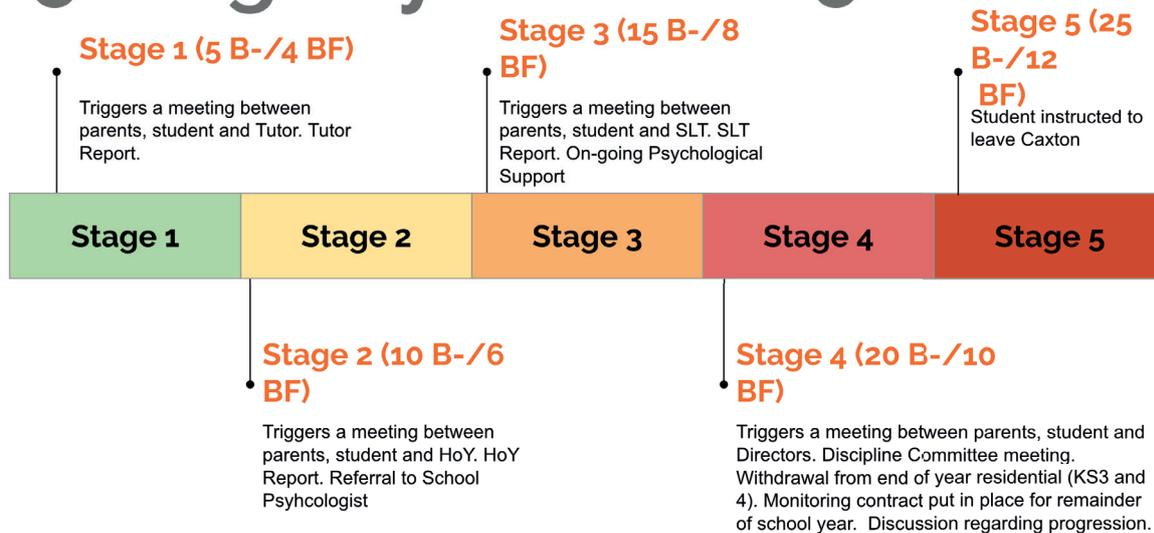 Stage 1 (5 B-/4 BF)
Triggers a meeting between
parents, student and Tutor. Tutor
Report.
Stage 3 (15 B-/8
BF)
Triggers a meeting between
parents, student and SLT. SLT
Report. On-going Psychological
Support
Stage 5 (25
B-/12
BF)
Student instructed to
leave Caxton
Stage 1
Stage 2
Stage 3
Stage 4
Stage 5
Stage 2 (10 B-/6
BF)
Triggers a meeting between
parents, student and HoY. HoY
Report. Referral to School
Psyhcologist
Stage 4 (20 B-/10
BF)
Triggers a meeting between parents, student and
Directors. Discipline Committee meeting.
Withdrawal from end of year residential (KS3 and
4). Monitoring contract put in place for remainder
of school year.  Discussion regarding progression.